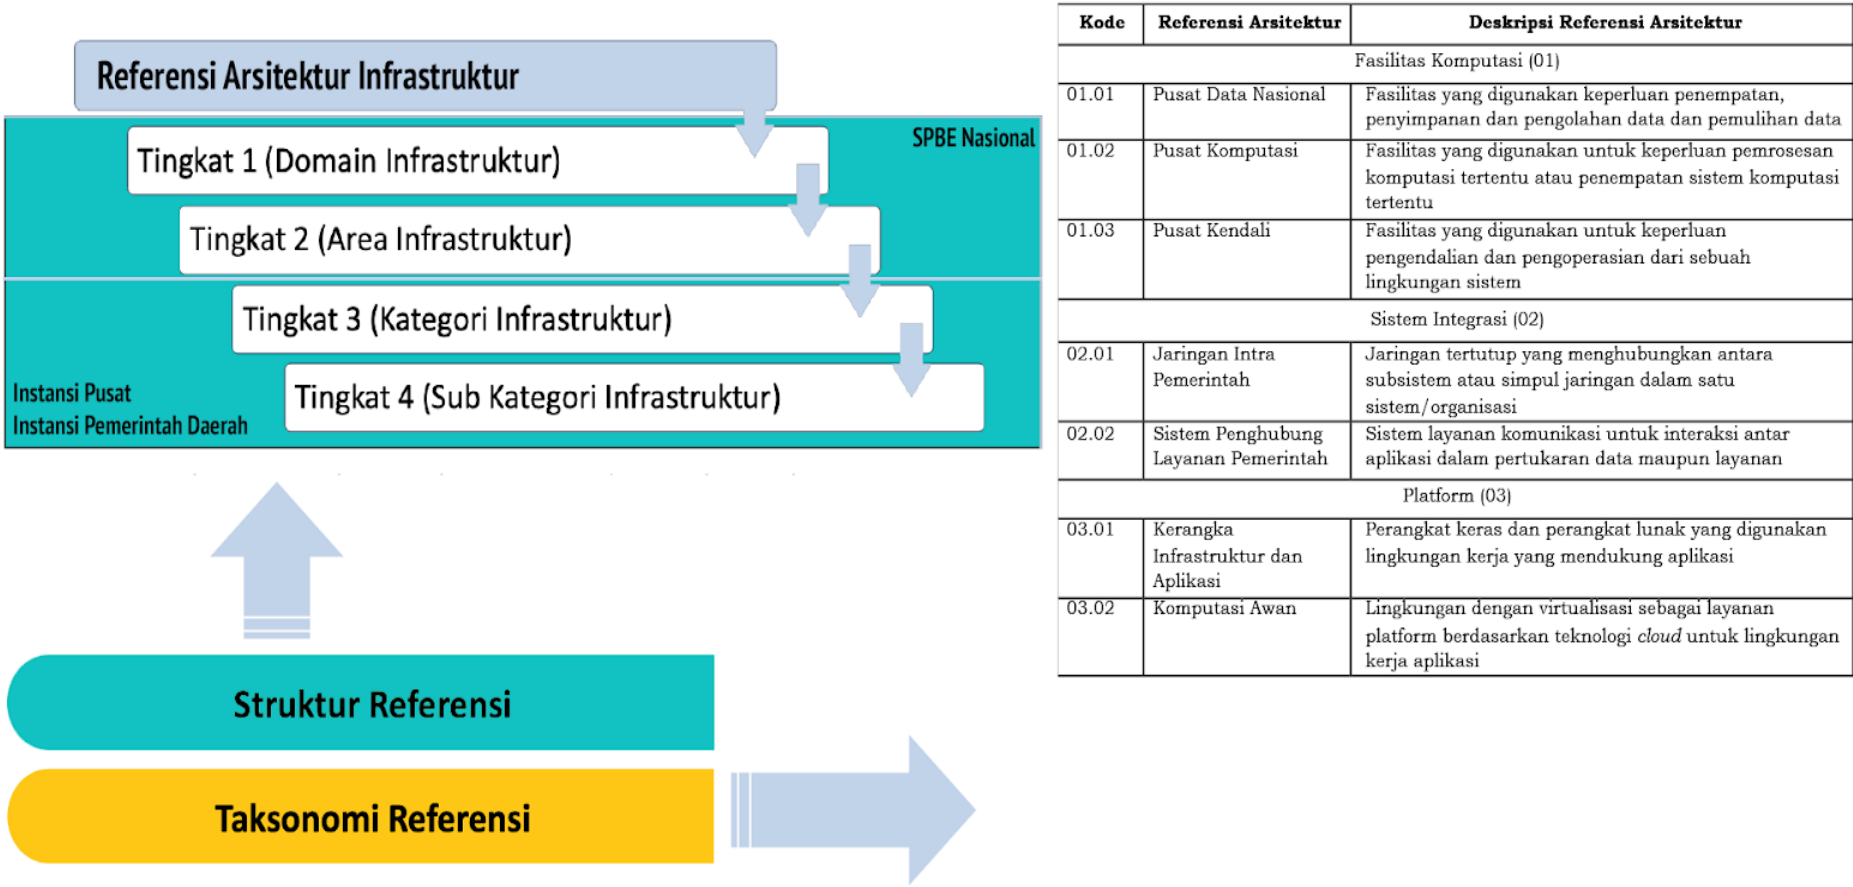 Referensi Arsitektur Infrastruktur
SPBE Nasional
Tingkat 1 (Domain Infrastruktur)
Tingkat 2 (Area Infrastruktur)
Tingkat 3 (Kategori Infrastruktur)
Tingkat 4 (Sub Kategori Infrastruktur)
Instansi Pusat
Instansi Pemerintah Daerah
Struktur Referensi
Taksonomi Referensi
Kode Referensi Arsitektur Deskripsi Referensi Arsitektur
Fasilitas Komputasi (01)
01.01 Pusat Data Nasional Fasilitas yang digunakan keperluan penempatan,
penyimpanan dan pengolahan data dan pemulihan data
01.02 Pusat Komputasi Fasilitas yang digunakan untuk keperluan pemrosesan
komputasi tertentu atau penempatan sistem komputasi
tertentu
01.03 Pusat Kendali Fasilitas yang digunakan untuk keperluan
pengendalian dan pengoperasian dari sebuah
lingkungan sistem
Sistem Integrasi (02)
02.01 Jaringan Intra Jaringan tertutup yang menghubungkan antara
Pemerintah subsistem atau simpul jaringan dalam satu
sistem/organisasi
02.02 Sistem Penghubung Sistem layanan komunikasi untuk interaksi antar
Layanan Pemerintah aplikasi dalam pertukaran data maupun layanan
Platform (03)
03.01 Kerangka Perangkat keras dan perangkat lunak yang digunakan
Infrastruktur dan lingkungan kerja yang mendukung aplikasi
Aplikasi
03.02 Komputasi Awan Lingkungan dengan virtualisasi sebagai layanan
platform berdasarkan teknologi cloud untuk lingkungan
kerja aplikasi